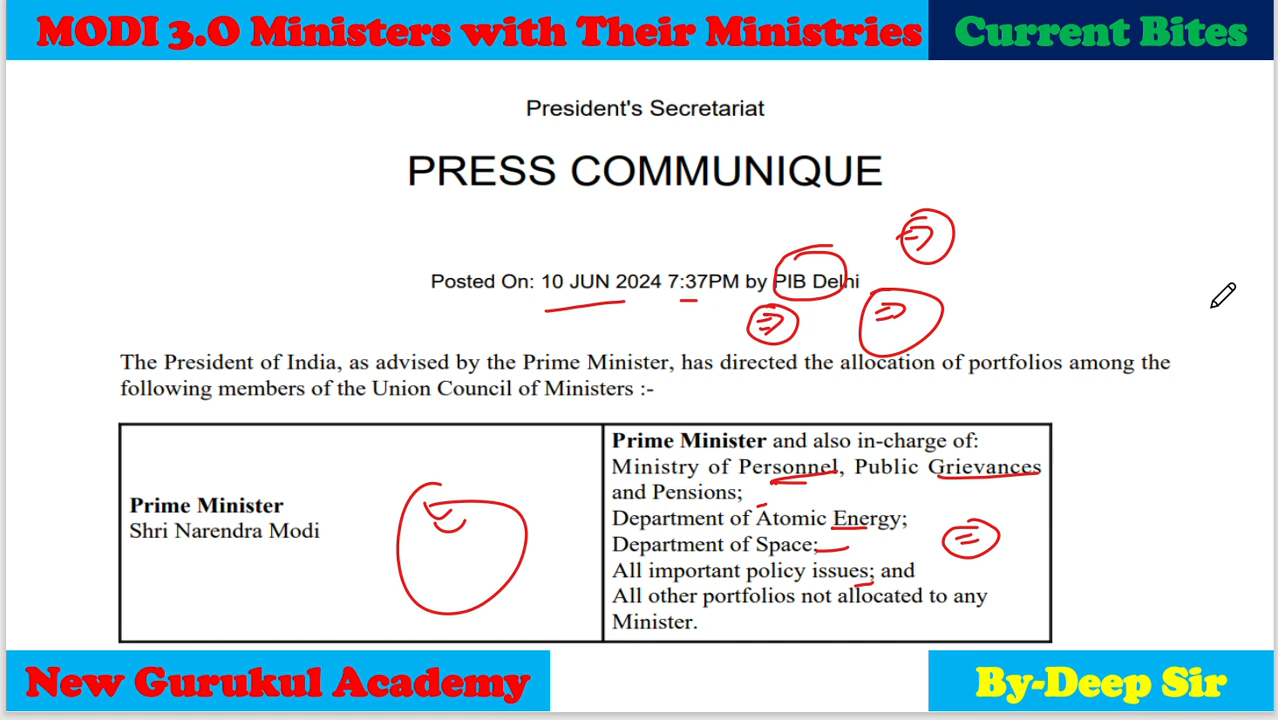 MODI 3.0 Ministers with Their Ministries
Current Bites
President's Secretariat
PRESS COMMUNIQUE
Posted On: 10 JUN 2024 7:37PM by PIB Delhi
The President of India, as advised by the Prime Minister, has directed the allocation of portfolios among the
following members of the Union Council of Ministers :-
Prime Minister
Shri Narendra Modi
Prime Minister and also in-charge of:
Ministry of Personnel, Public Grievances
and Pensions;
Department of Atomic Energy;
Department of Space;
All important policy issues; and
All other portfolios not allocated to any
Minister.
New Gurukul Academy
By-Deep Sir